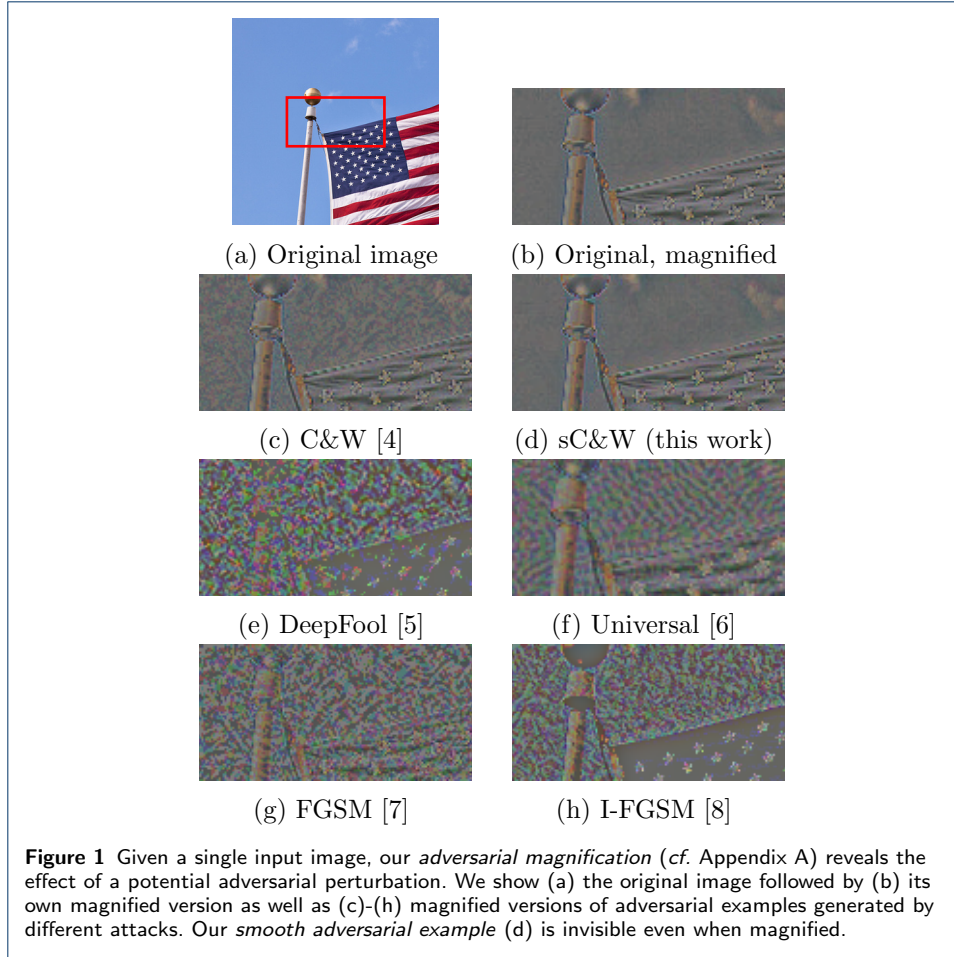 (a) Original image
(b) Original, magnified
(c) C&W [4]
(d) sC&W (this work)
(e) DeepFool [5]
(f) Universal [6]
(g) FGSM [7]
(h) I-FGSM [8]
Figure 1 Given a single input image, our adversarial magnification (cf. Appendix A) reveals the
effect of a potential adversarial perturbation. We show (a) the original image followed by (b) its
own magnified version as well as (c)-(h) magnified versions of adversarial examples generated by
different attacks. Our smooth adversarial example (d) is invisible even when magnified.